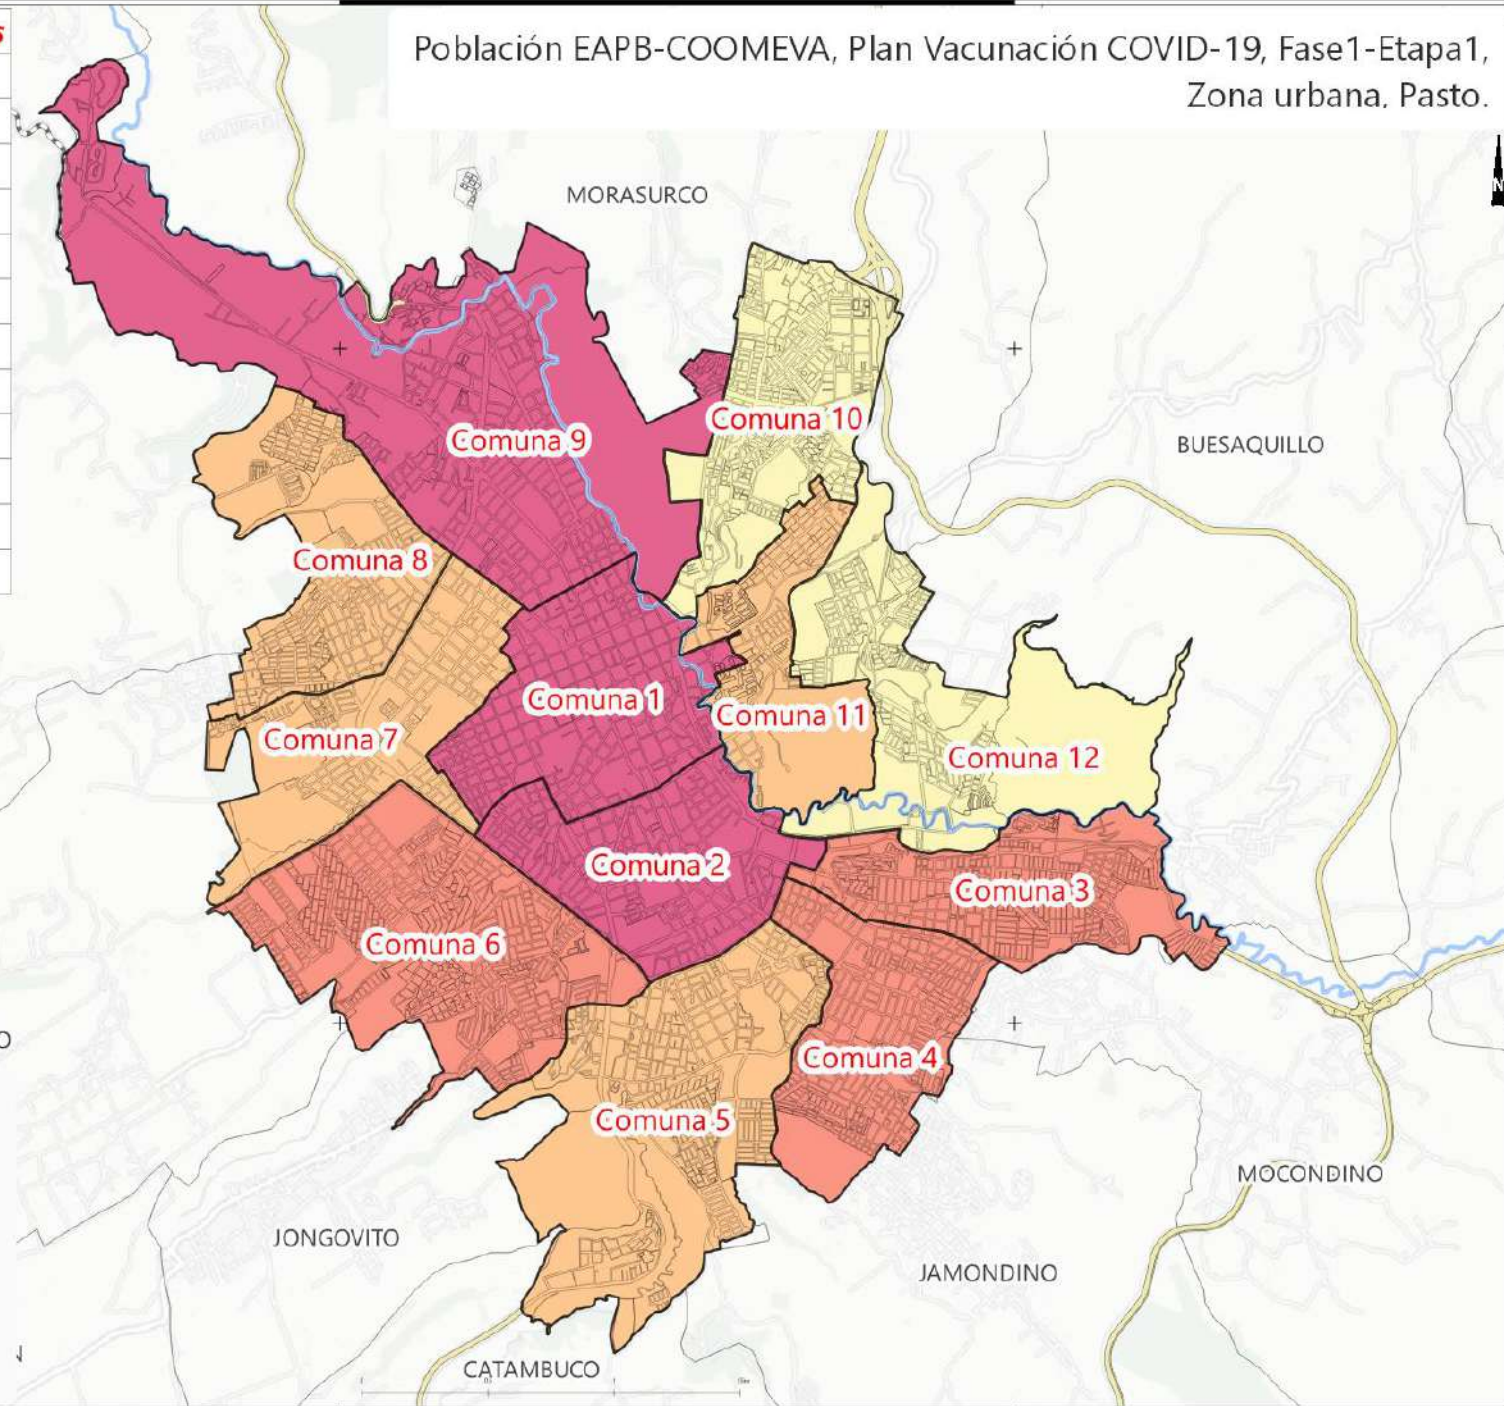 Población EAPB-COOMEVA, Plan Vacunación COVID-19, Fase1-Etapa1,
Zona urbana, Pasto.
N
MORASURCO
Comuna 10
Comuna 9
BUESAQUILLO
Comuna 8
Comuna 1
Comuna 11
Comuna 7
Comuna 12
Comuna 2
Comuna 3
Comuna 6
Comuna 4
Comuna 5
MOCONDINO
JONGOVITO
JAMONDINO
CATAMBUCO